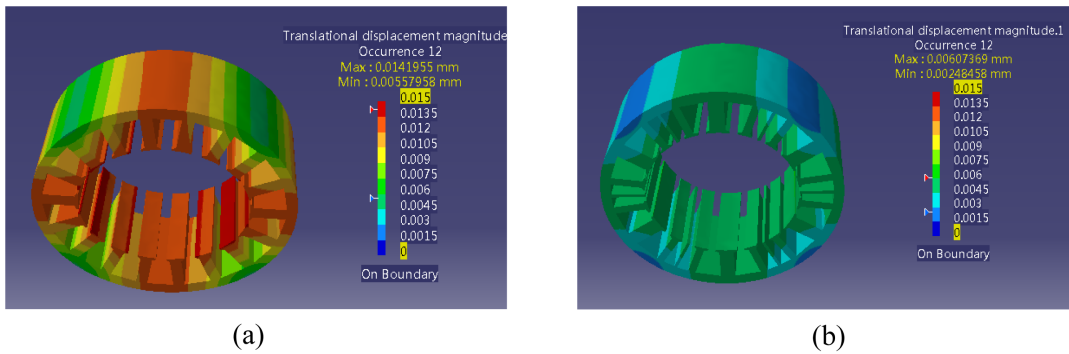 Translational displacement magnitude
Occurrence 12
Max : 0.0141955 mm
Min : 0.00557958 mm
0.015
0.0135
0.012
0.0105
0.009
0.0075
0.006
0.0045
0.003
0.0015
0
On Boundary
(a)
Translational displacement magnitude.1
Occurrence 12
Max : 0.00607369 mm
Min : 0.00248458 mm
0.015
0.0135
0.012
0.0105
0.009
0.0075
0.006
0.0045
0.003
0.0015
0
On Boundary
(b)